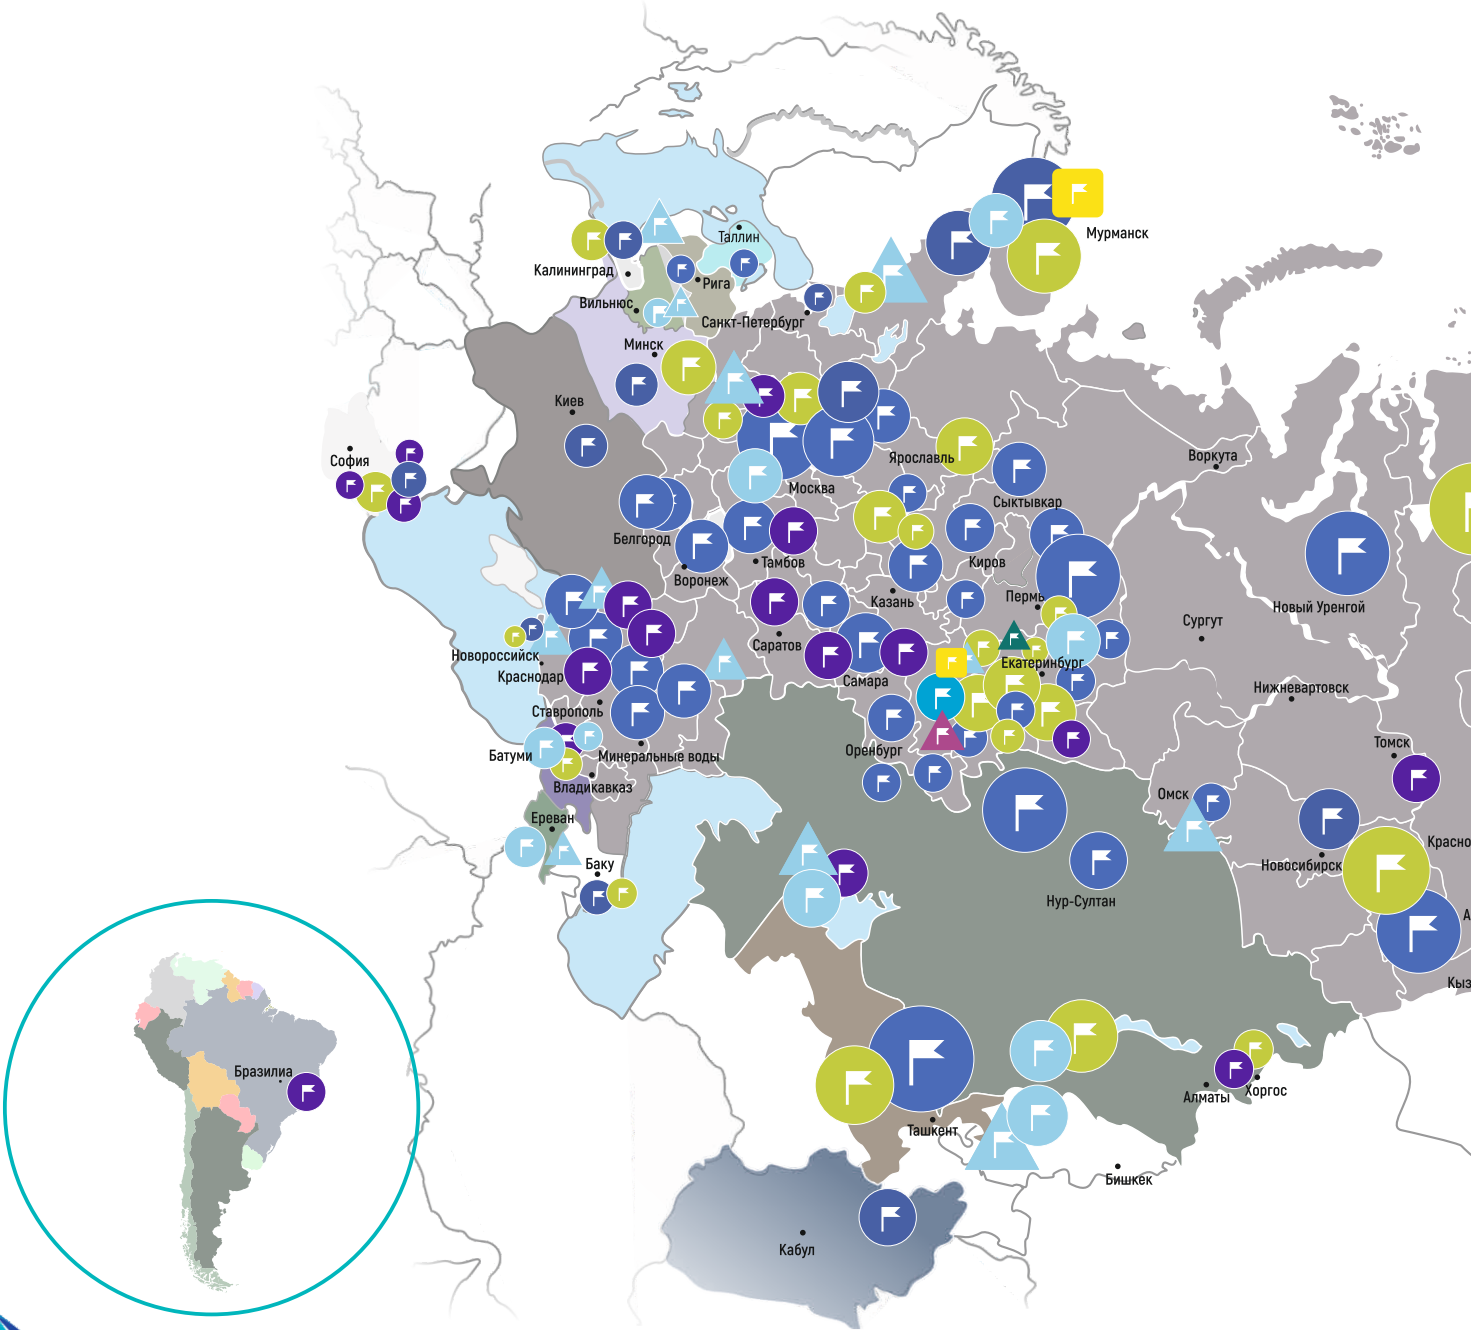 Мурманск
Таллин
Калининград
Рига
Вильнюс
Санкт-Петербург
Минск
Киев
София
Ярославль
Воркута
Москва
Сыктывкар
Белгород
Тамбов
Киров
Воронеж
Казань
Пермь
Новый Уренгой
Сургут
Саратов
Новороссийск
Екатеринбург
Краснодар
Самара
Нижневартовск
Ставрополь
Оренбург
Томск
Батуми
Минеральные воды
Владикавказ
Омск
Ереван
Красно
Баку
Новосибирск
Нур-Султан
А
Кыз
Бразилиа
Алматы
Хоргос
Ташкент
Бишкек
Кабул